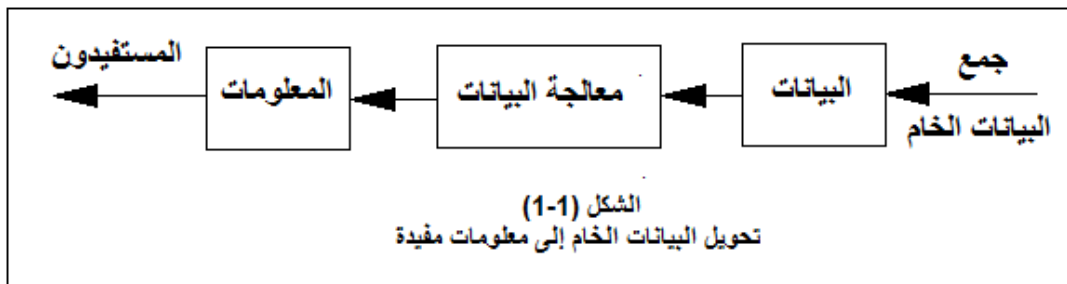 جمع
البيانات الخام
البيانات
معالجة البيانات
المعلومات
المستفيدون
الشكل (1-1)
تحويل البيانات الخام إلى معلومات مفيدة